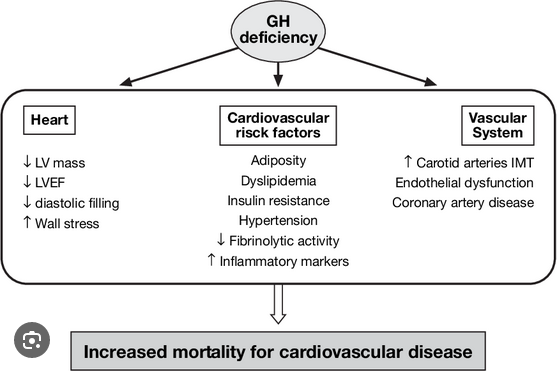 GH
deficiency
Heart
↓ LV mass
↓ LVEF
↓ diastolic filling
↑ Wall stress
Cardiovascular
risck factors
Adiposity
Dyslipidemia
Insulin resistance
Hypertension
↓ Fibrinolytic activity
↑ Inflammatory markers
Vascular
System
↑ Carotid arteries IMT
Endothelial dysfunction
Coronary artery disease
Increased mortality for cardiovascular disease